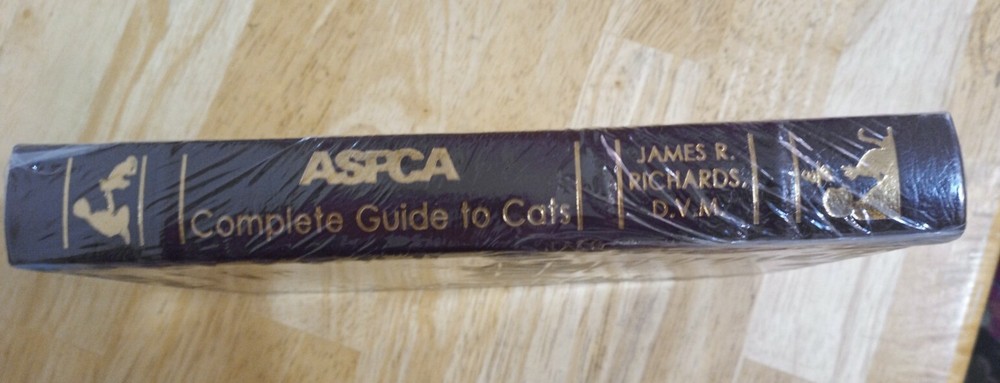 ASPCA
Complete Guide to Cats
JAMES R.
RICHARDS,
D.V.M.